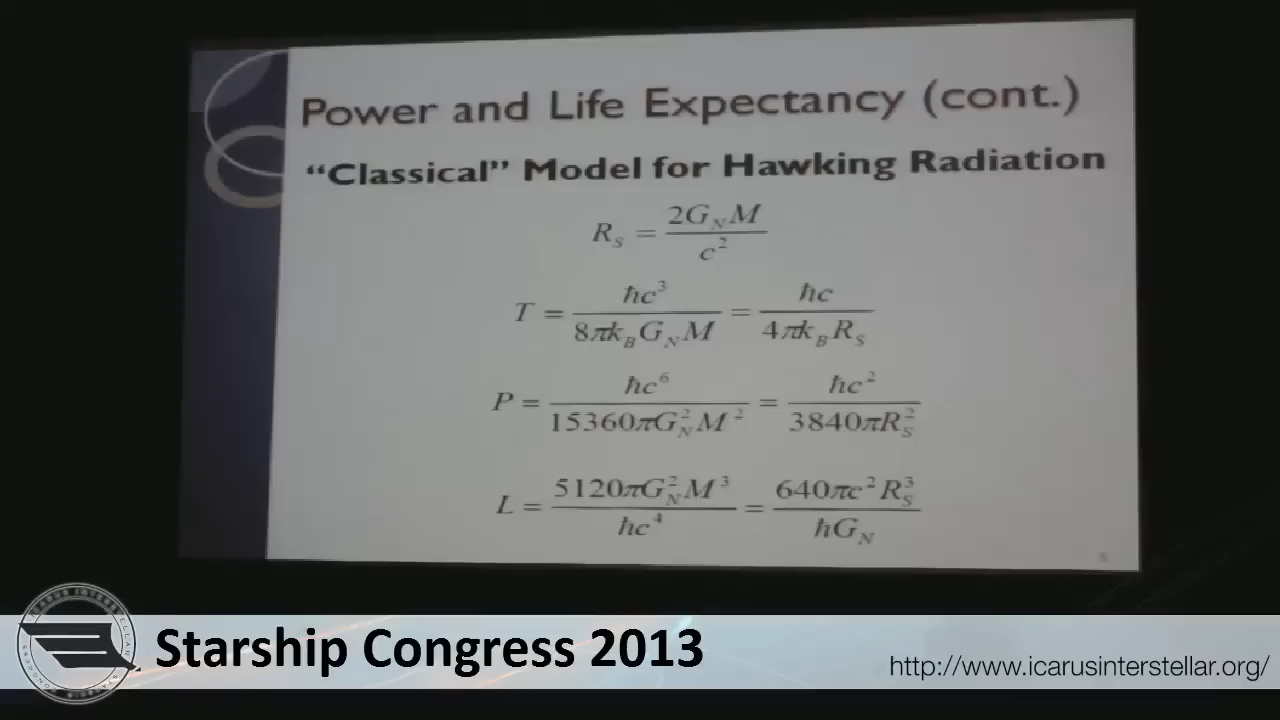 Power and Life Expectancy (cont.)
“Classical” Model for Hawking Radiation
R_S = 2G_N M / c^2
T = ħc^3 / 8πk_B G_N M = ħc / 4πk_B R_S
P = ħc^6 / 15360πG_N^2 M^2 = ħc^2 / 3840πR_S^2
L = 5120πG_N^2 M^3 / ħc^4 = 640πc^2 R_S^3 / ħG_N
Starship Congress 2013
http://www.icarusinterstellar.org/